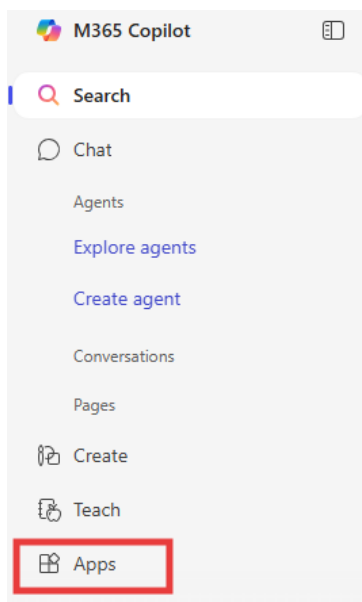 M365 Copilot
Search
Chat
Agents
Explore agents
Create agent
Conversations
Pages
Create
Teach
Apps